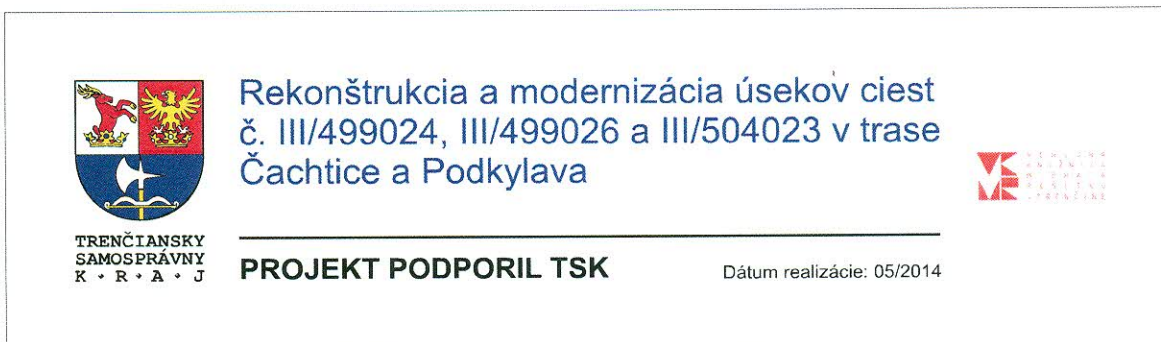 Rekonštrukcia a modernizácia úsekov ciest
č. III/499024, III/499026 a III/504023 v trase
Čachtice a Podkylava
TRENČIANSKY
SAMOSPRÁVNY
K • R • A • J
PROJEKT PODPORIL TSK
Dátum realizácie: 05/2014